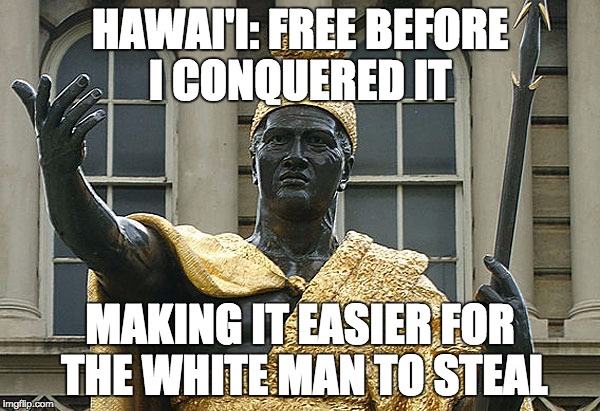 HAWAI'I: FREE BEFORE
I CONQUERED IT
MAKING IT EASIER FOR
THE WHITE MAN TO STEAL
imgflip.com